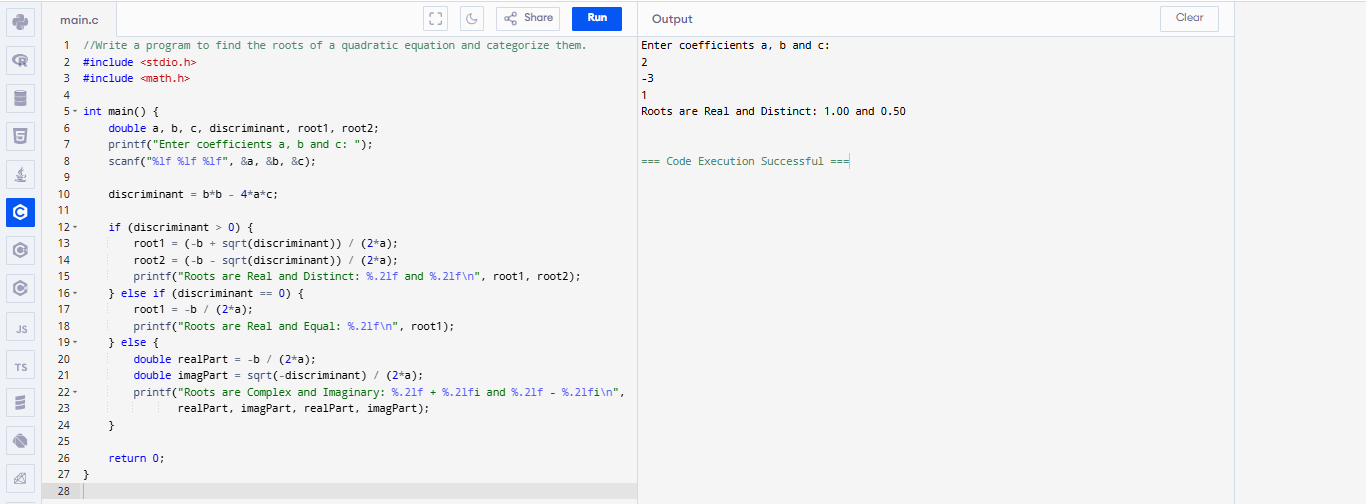 main.c
Share
Run
Output
Clear
JS
TS
1 //Write a program to find the roots of a quadratic equation and categorize them.
2 #include <stdio.h>
3 #include <math.h>
4
5 int main() {
6     double a, b, c, discriminant, root1, root2;
7     printf("Enter coefficients a, b and c: ");
8     scanf("%lf %lf %lf", &a, &b, &c);
9
10     discriminant = b*b - 4*a*c;
11
12     if (discriminant > 0) {
13         root1 = (-b + sqrt(discriminant)) / (2*a);
14         root2 = (-b - sqrt(discriminant)) / (2*a);
15         printf("Roots are Real and Distinct: %.2lf and %.2lf\n", root1, root2);
16     } else if (discriminant == 0) {
17         root1 = -b / (2*a);
18         printf("Roots are Real and Equal: %.2lf\n", root1);
19     } else {
20         double realPart = -b / (2*a);
21         double imagPart = sqrt(-discriminant) / (2*a);
22         printf("Roots are Complex and Imaginary: %.2lf + %.2lfi and %.2lf - %.2lfi\n",
23                realPart, imagPart, realPart, imagPart);
24     }
25
26     return 0;
27 }
28
Enter coefficients a, b and c:
2
-3
1
Roots are Real and Distinct: 1.00 and 0.50
=== Code Execution Successful ===